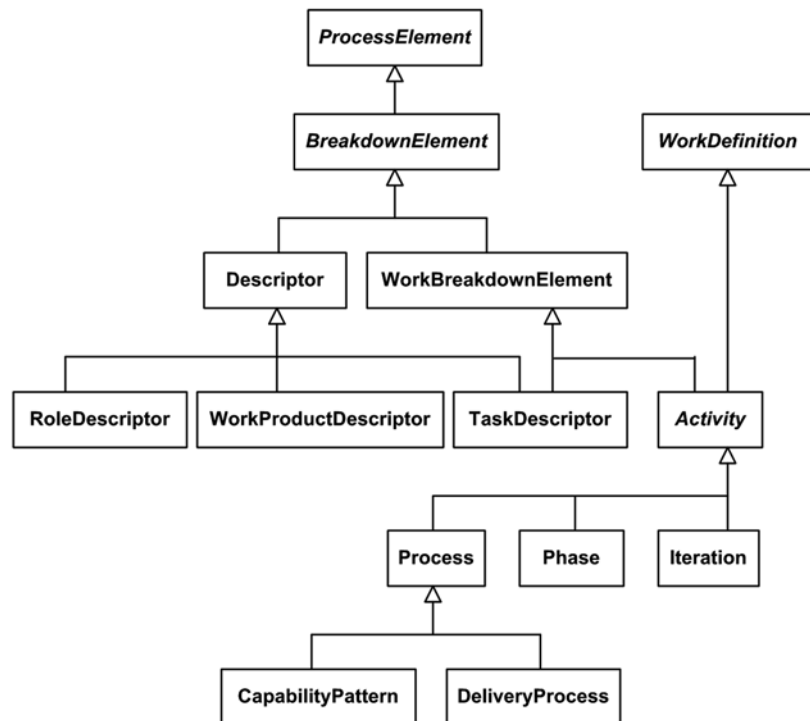 ProcessElement
BreakdownElement
WorkDefinition
Descriptor
WorkBreakdownElement
RoleDescriptor
WorkProductDescriptor
TaskDescriptor
Activity
Process
Phase
Iteration
CapabilityPattern
DeliveryProcess